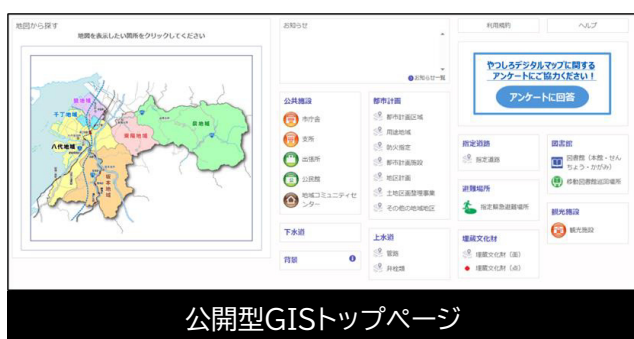 地図から探す
地図を表示したい箇所をクリックしてください
鏡地域
千丁地域
八代地域
東陽地域
泉地域
坂本地域
お知らせ
お知らせ一覧
利用規約
ヘルプ
やつしろデジタルマップに関する
アンケートにご協力ください！
アンケートに回答
公共施設
市庁舎
支所
出張所
公民館
地域コミュニティセ
ンター
下水道
背景
都市計画
都市計画区域
用途地域
防火指定
都市計画施設
地区計画
土地区画整理事業
その他の地域地区
上水道
管路
弁栓類
指定道路
指定道路
避難場所
指定緊急避難場所
埋蔵文化財
埋蔵文化財（面）
埋蔵文化財（点）
図書館
図書館（本館・せん
ちょう・かがみ）
移動図書館巡回場所
観光施設
観光施設
公開型GISトップページ